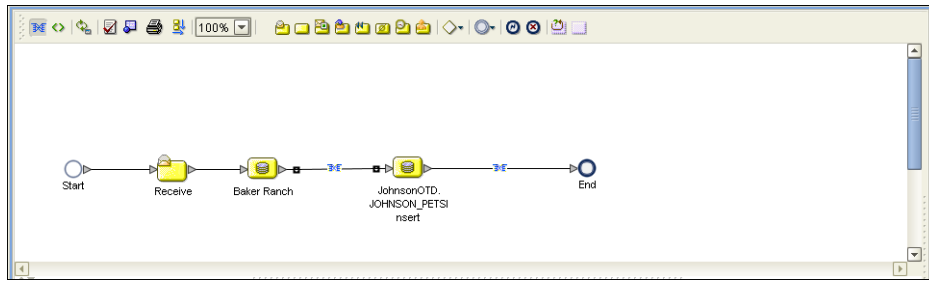 100%
Start
Receive
Baker Ranch
JohnsonOTD.
JOHNSON_PETSI
nsert
End